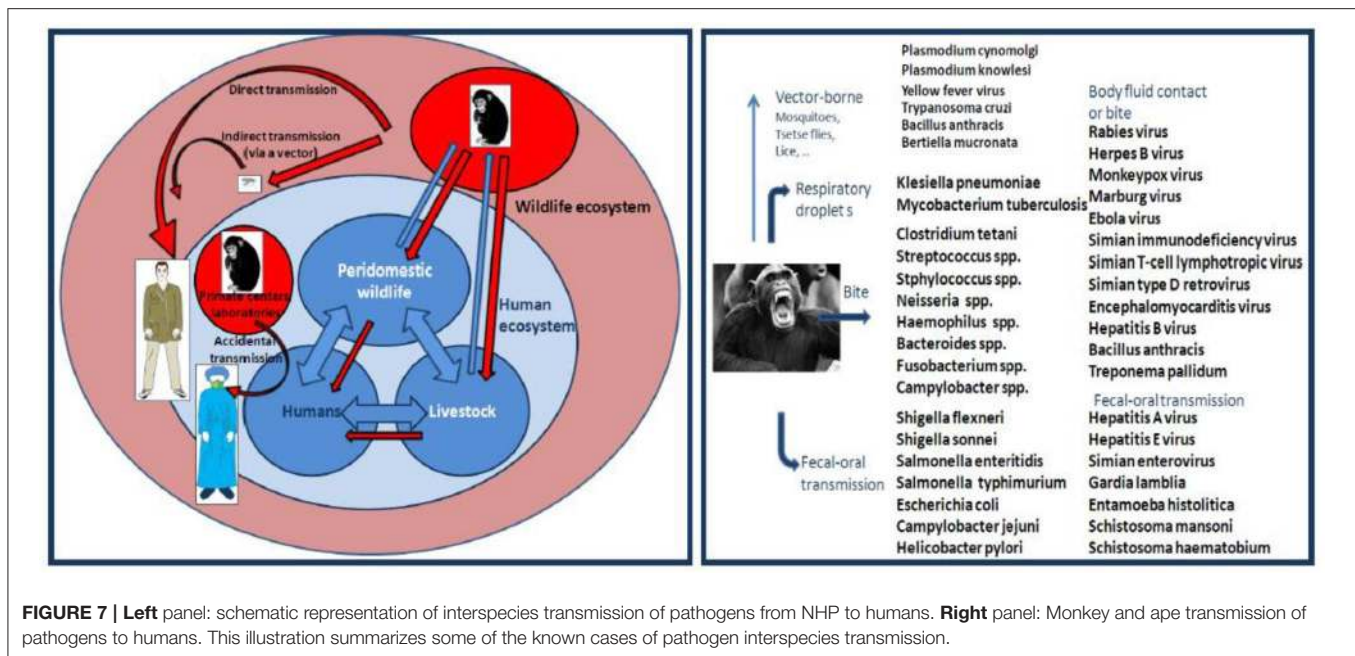 Direct transmission
Indirect transmission
(via a vector)
Wildlife ecosystem
Peridomestic
wildlife
Primate centers
laboratories
Human
ecosystem
Accidental
transmission
Humans
Livestock
Vector-borne
Mosquitoes,
Tsetse flies,
Lice, ...
Respiratory
droplet s
Bite
Fecal-oral
transmission
Plasmodium cynomolgi
Plasmodium knowlesi
Yellow fever virus
Trypanosoma cruzi
Bacillus anthracis
Bertiella mucronata
Klesiella pneumoniae
Mycobacterium tuberculosis
Clostridium tetani
Streptococcus spp.
Stphylococcus spp.
Neisseria spp.
Haemophilus spp.
Bacteroides spp.
Fusobacterium spp.
Campylobacter spp.
Shigella flexneri
Shigella sonnei
Salmonella enteritidis
Salmonella typhimurium
Escherichia coli
Campylobacter jejuni
Helicobacter pylori
Body fluid contact
or bite
Rabies virus
Herpes B virus
Monkeypox virus
Marburg virus
Ebola virus
Simian immunodeficiency virus
Simian T-cell lymphotropic virus
Simian type D retrovirus
Encephalomyocarditis virus
Hepatitis B virus
Bacillus anthracis
Treponema pallidum
Fecal-oral transmission
Hepatitis A virus
Hepatitis E virus
Simian enterovirus
Gardia lamblia
Entamoeba histolitica
Schistosoma mansoni
Schistosoma haematobium
FIGURE 7 | Left panel: schematic representation of interspecies transmission of pathogens from NHP to humans. Right panel: Monkey and ape transmission of
pathogens to humans. This illustration summarizes some of the known cases of pathogen interspecies transmission.